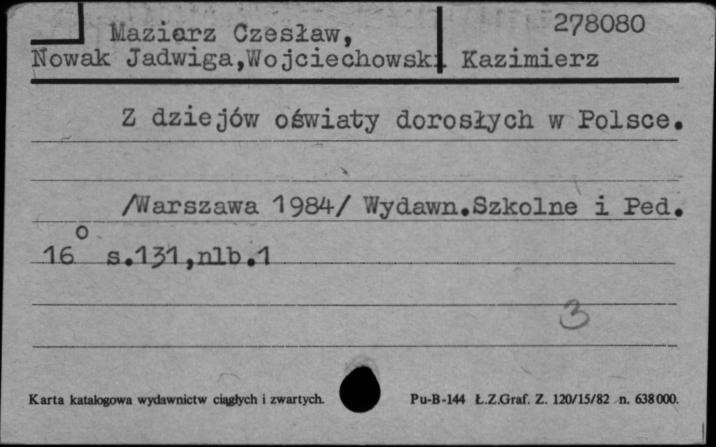 Mazierz Czesław, 278080
Nowak Jadwiga,Wojciechowski Kazimierz
Z dziejów oświaty dorosłych w Polsce.
/Warszawa 1984/ Wydawn.Szkolne i Ped.
16° s.131,nlb.1
3
Karta katalogowa wydawnictw ciągłych i zwartych. Pu-B-144 Ł.Z.Graf. Z. 120/15/82 n. 638000.